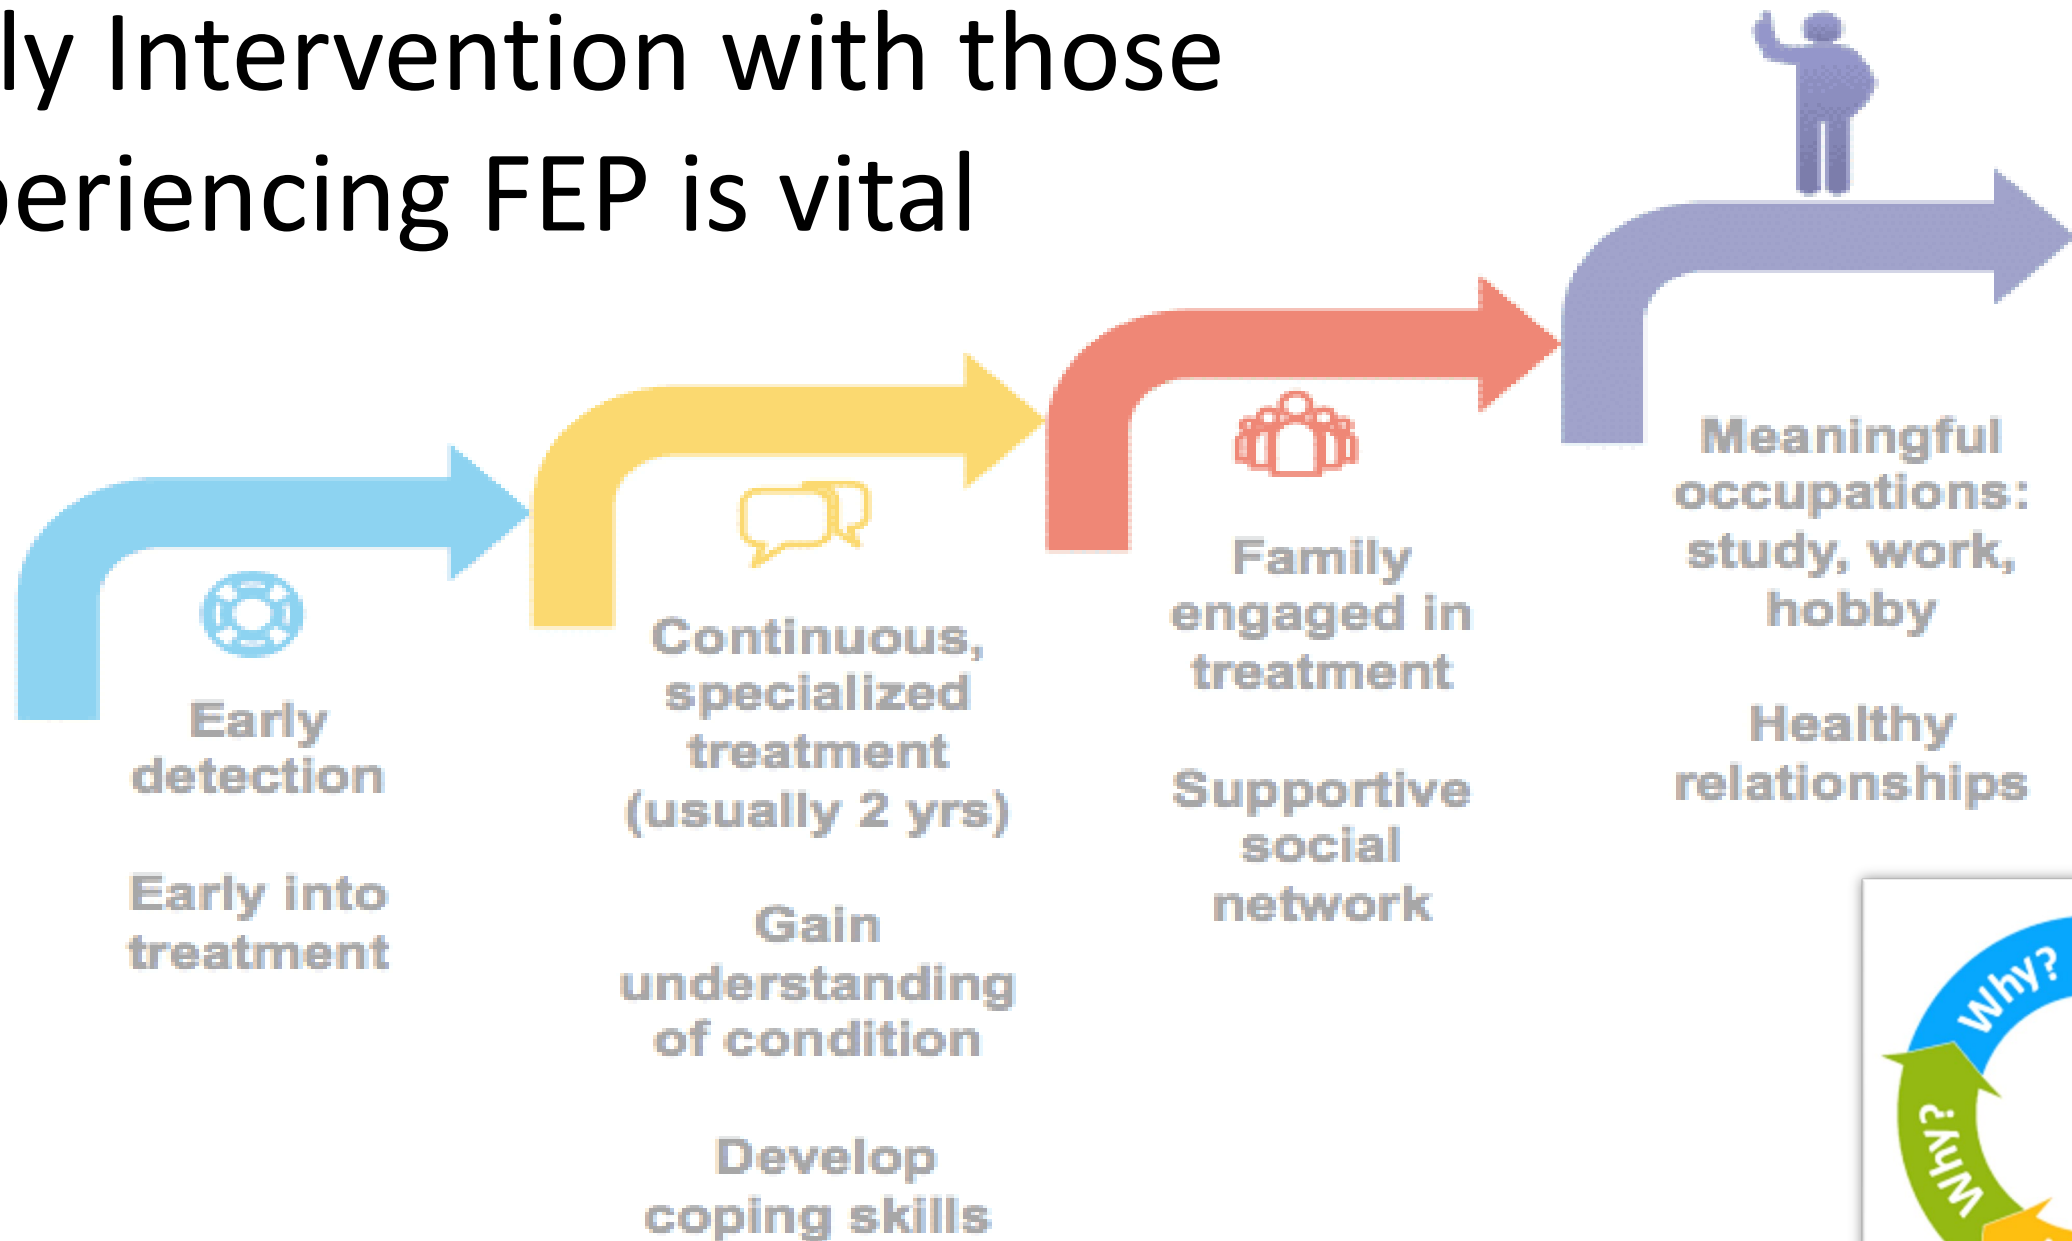 ly Intervention with those
periencing FEP is vital
Early
detection
Early into
treatment
Continuous,
specialized
treatment
(usually 2 yrs)
Gain
understanding
of condition
Develop
coping skills
Family
engaged in
treatment
Supportive
social
network
Meaningful
occupations:
study, work,
hobby
Healthy
relationships
Why?
Why?